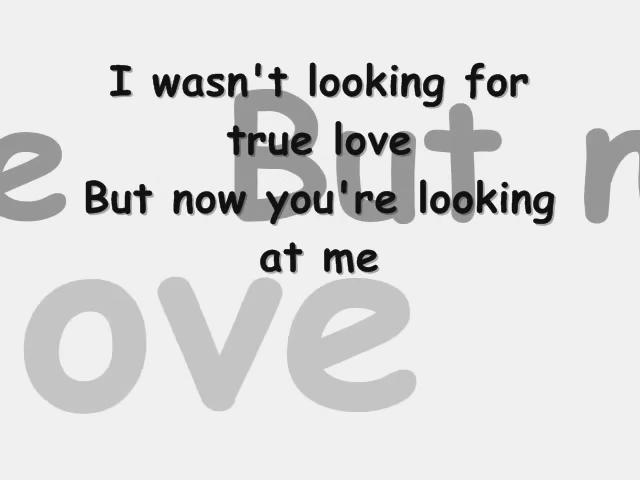 I wasn't looking for
true love
But now you're looking
at me
e But n
ove